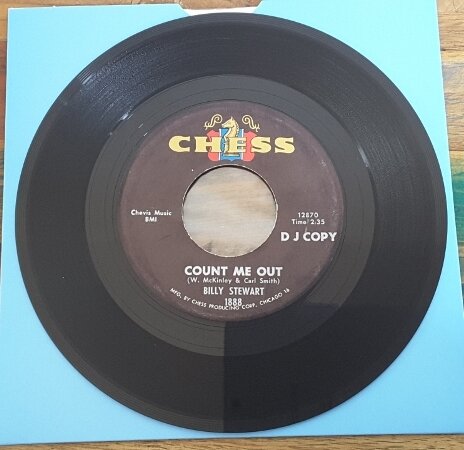 CHESS
Chevis Music
BMI
12870
Time 2:35
D J COPY
COUNT ME OUT
(W. McKinley & Carl Smith)
BILLY STEWART
1888
MFG. BY CHESS PRODUCING CORP. CHICAGO 16